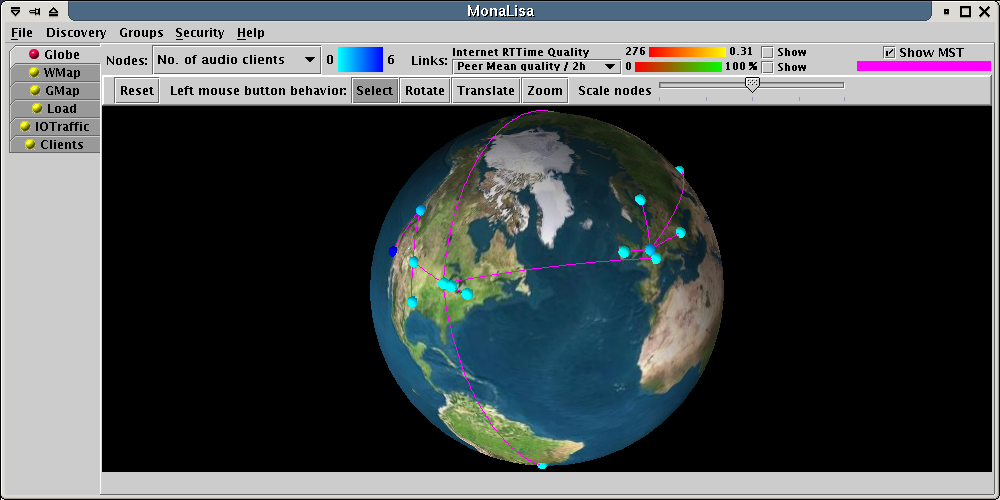 MonaLisa
File Discovery Groups Security Help
Globe
WMap
GMap
Load
IOTraffic
Clients
Nodes: No. of audio clients 0 6 Links:
Internet RTTime Quality 276 0.31 Show
Peer Mean quality / 2h 0 100 % Show
Show MST
Reset Left mouse button behavior: Select Rotate Translate Zoom Scale nodes